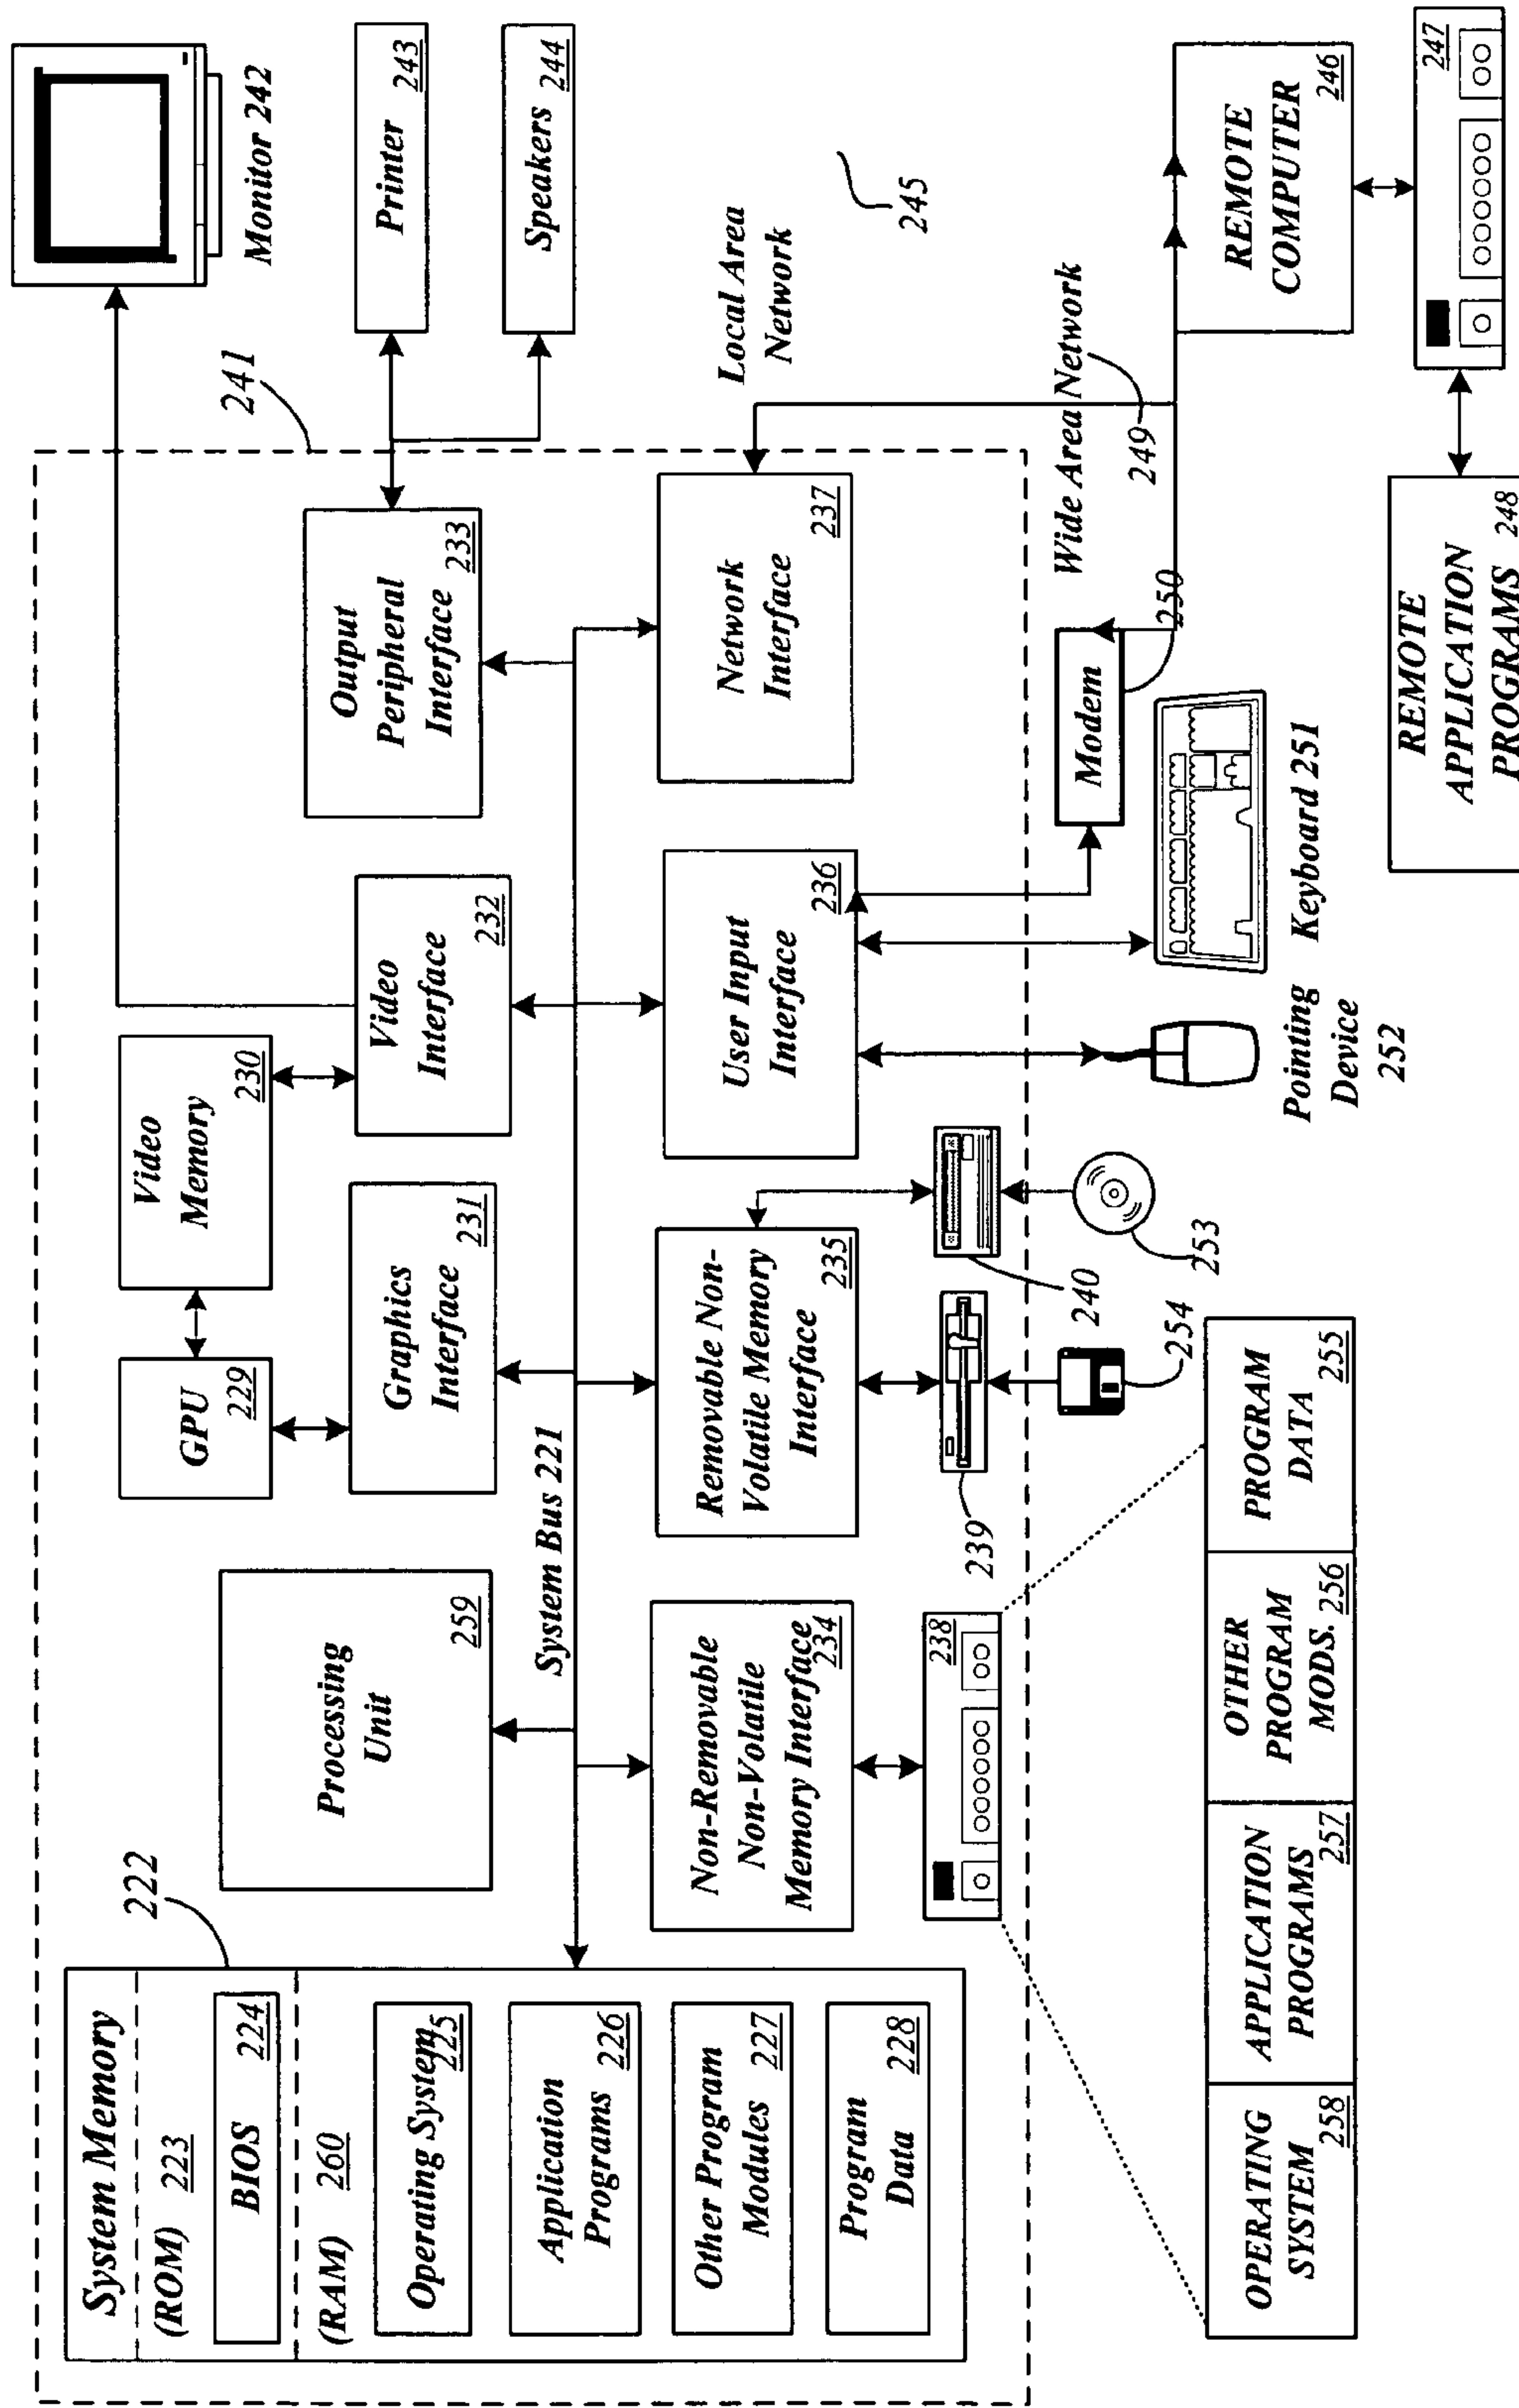 System Memory
(ROM) 223
BIOS 224
(RAM) 260
Operating System
225
Application
Programs 226
Other Program
Modules 227
Program
Data 228
222
Processing
Unit
259
GPU
229
Video
Memory
230
Graphics
Interface
231
Video
Interface
232
Output
Peripheral
Interface 233
241
Monitor 242
Printer
243
Speakers
244
System Bus 221
Non-Removable
Non-Volatile
Memory Interface
234
Removable Non-
Volatile Memory
Interface 235
User Input
Interface 236
Network
Interface 237
Local Area
Network
245
238
239
240
253
254
Pointing
Device
252
Keyboard 251
Modem
250
Wide Area Network
249
REMOTE
COMPUTER
246
247
REMOTE
APPLICATION
PROGRAMS 248
OPERATING
SYSTEM 258
APPLICATION
PROGRAMS 257
OTHER
PROGRAM
MODS. 256
PROGRAM
DATA 255